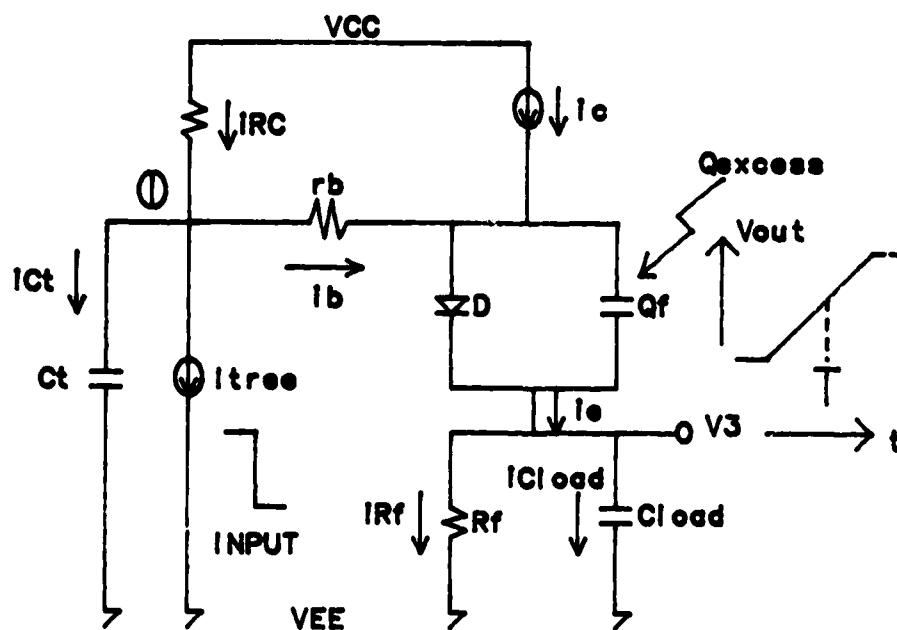 VCC
iRC
ic
rb
Qexcess
1
Vout
iCt
ib
D
Qf
Ct
Itree
ie
V3
t
INPUT
iRf
Rf
iCload
Cload
VEE